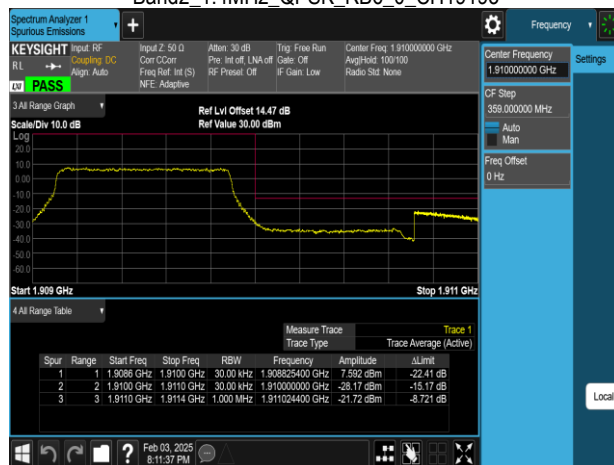 Band2_1.4MHz_QPSK_RB6_0_CH19193
Spectrum Analyzer 1
Spurious Emissions
Frequency
KEYSIGHT Input: RF Input Z: 50 Ω Atten: 30 dB Trig: Free Run Center Freq: 1.910000000 GHz
RL Coupling: DC Corr CCorr Pre: Int off, LNA off Gate: Off Avg|Hold: 100/100
Align: Auto Freq Ref: Int (S) RF Preset: Off IF Gain: Low Radio Std: None
LXI PASS NFE: Adaptive
Center Frequency
1.910000000 GHz
Settings
CF Step
359.000000 MHz
Auto
Man
Freq Offset
0 Hz
3 All Range Graph
Ref Lvl Offset 14.47 dB
Scale/Div 10.0 dB Ref Value 30.00 dBm
Log
20.0
10.0
0.00
-10.0
-20.0
-30.0
-40.0
-50.0
-60.0
Start 1.909 GHz Stop 1.911 GHz
4 All Range Table
Measure Trace Trace 1
Trace Type Trace Average (Active)
Spur Range Start Freq Stop Freq RBW Frequency Amplitude ΔLimit
1 1 1.9086 GHz 1.9100 GHz 30.00 kHz 1.908825400 GHz 7.592 dBm -22.41 dB
2 2 1.9100 GHz 1.9110 GHz 30.00 kHz 1.910000000 GHz -28.17 dBm -15.17 dB
3 3 1.9110 GHz 1.9114 GHz 1.000 MHz 1.911024400 GHz -21.72 dBm -8.721 dB
Local
Feb 03, 2025
8:11:37 PM